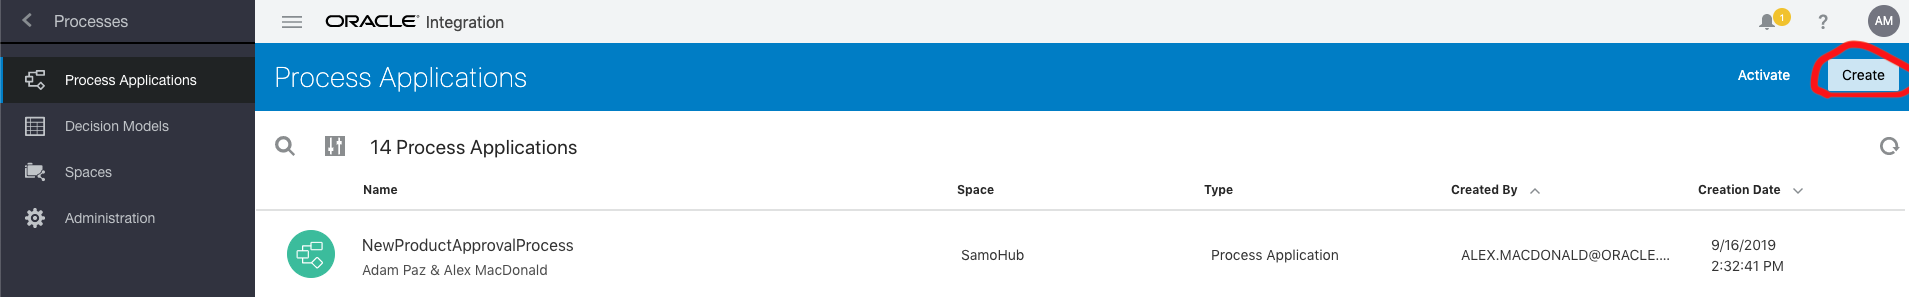 Processes
ORACLE Integration
1
?
AM
Process Applications
Decision Models
Spaces
Administration
Process Applications
Activate
Create
14 Process Applications
Name Space Type Created By Creation Date
NewProductApprovalProcess
Adam Paz & Alex MacDonald
SamoHub
Process Application
ALEX.MACDONALD@ORACLE....
9/16/2019
2:32:41 PM